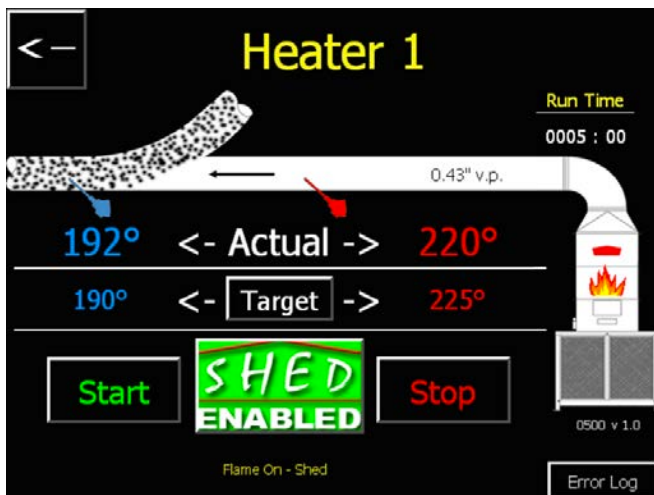 <-
Heater 1
Run Time
0005 : 00
0.43" v.p.
192° <- Actual -> 220°
190° <- Target -> 225°
Start
SHED
ENABLED
Stop
0500 v 1.0
Flame On - Shed
Error Log